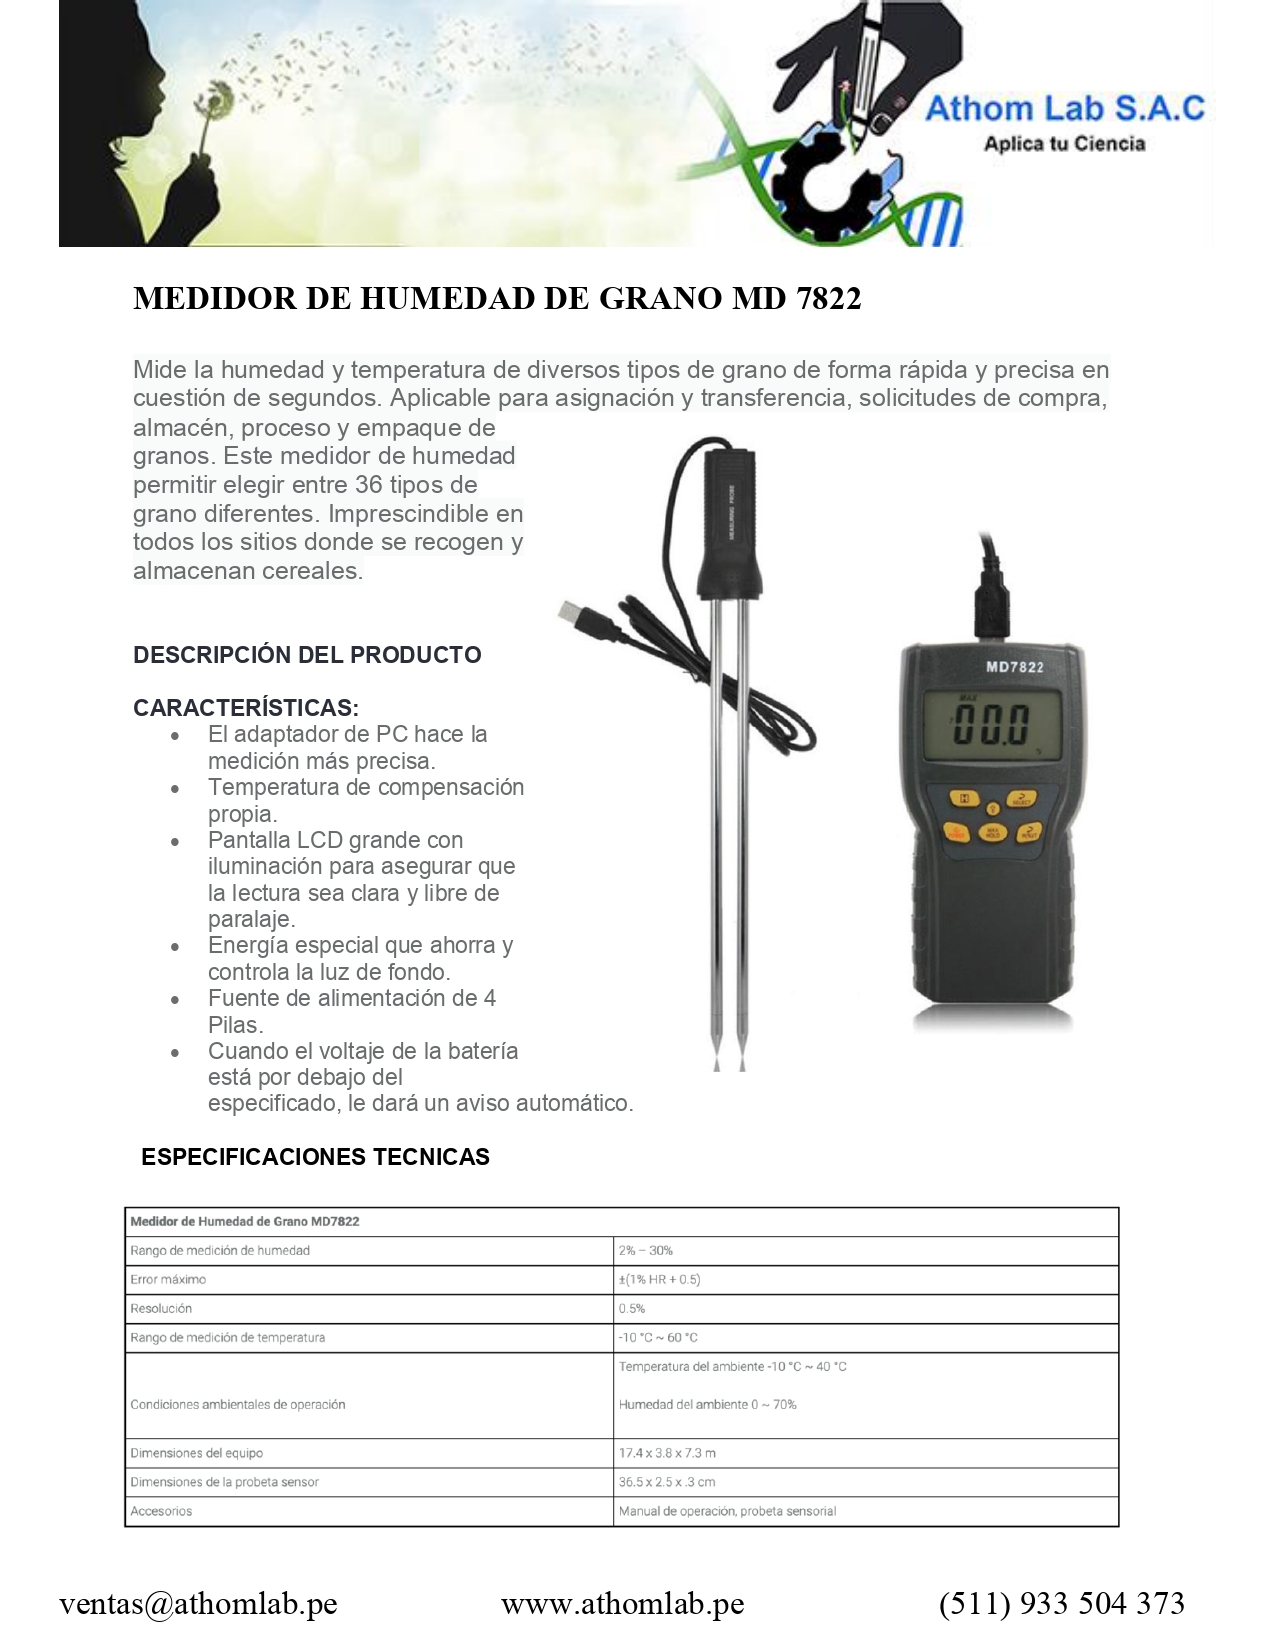 Athom Lab S.A.C
Aplica tu Ciencia
MEDIDOR DE HUMEDAD DE GRANO MD 7822
Mide la humedad y temperatura de diversos tipos de grano de forma rápida y precisa en
cuestión de segundos. Aplicable para asignación y transferencia, solicitudes de compra,
almacén, proceso y empaque de
granos. Este medidor de humedad
permitir elegir entre 36 tipos de
grano diferentes. Imprescindible en
todos los sitios donde se recogen y
almacenan cereales.
MEASURING PROBE
MD7822
MAX
00.0
SELECT
POWER
MAX
HOLD
RESET
DESCRIPCIÓN DEL PRODUCTO
CARACTERÍSTICAS:
• El adaptador de PC hace la
medición más precisa.
• Temperatura de compensación
propia.
• Pantalla LCD grande con
iluminación para asegurar que
la lectura sea clara y libre de
paralaje.
• Energía especial que ahorra y
controla la luz de fondo.
• Fuente de alimentación de 4
Pilas.
• Cuando el voltaje de la batería
está por debajo del
especificado, le dará un aviso automático.
ESPECIFICACIONES TECNICAS
Medidor de Humedad de Grano MD7822
Rango de medición de humedad 2% – 30%
Error máximo ±(1% HR + 0.5)
Resolución 0.5%
Rango de medición de temperatura -10 °C ~ 60 °C
Temperatura del ambiente -10 °C ~ 40 °C
Condiciones ambientales de operación Humedad del ambiente 0 ~ 70%
Dimensiones del equipo 17.4 x 3.8 x 7.3 m
Dimensiones de la probeta sensor 36.5 x 2.5 x .3 cm
Accesorios Manual de operación, probeta sensorial
ventas@athomlab.pe www.athomlab.pe (511) 933 504 373